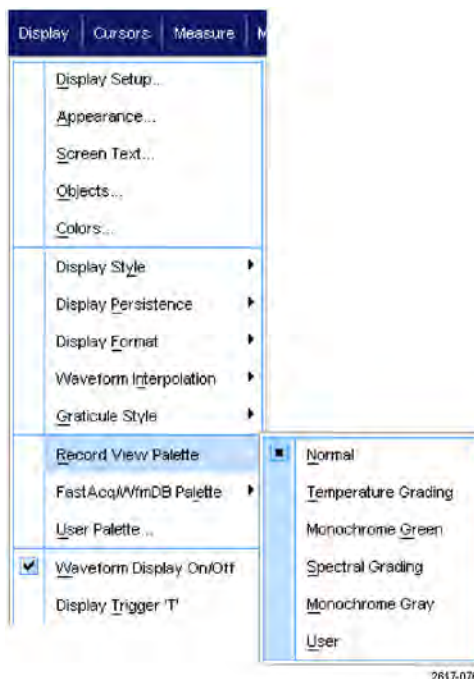 Display Cursors Measure M
Display Setup...
Appearance...
Screen Text...
Objects...
Colors...
Display Style
Display Persistence
Display Format
Waveform Interpolation
Graticule Style
Record View Palette
FastAcq/WfmDB Palette
User Palette...
Waveform Display On/Off
Display Trigger 'T'
Normal
Temperature Grading
Monochrome Green
Spectral Grading
Monochrome Gray
User